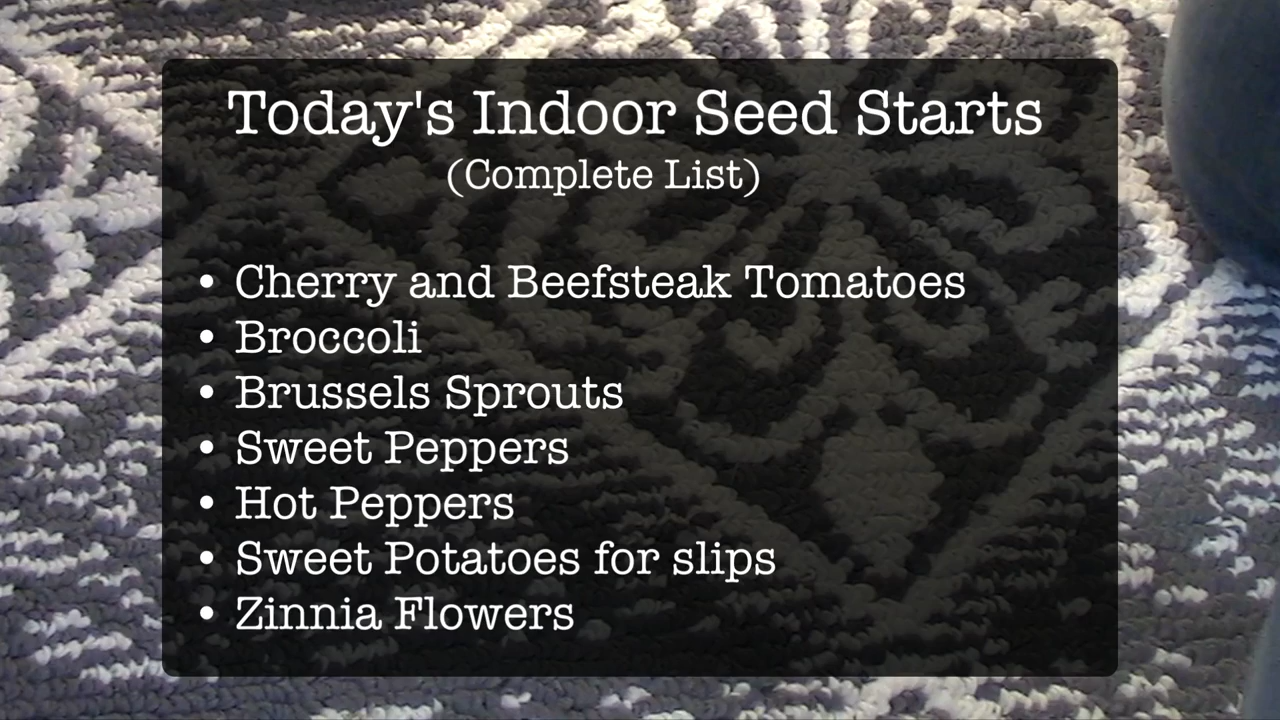 Today's Indoor Seed Starts
(Complete List)
• Cherry and Beefsteak Tomatoes
• Broccoli
• Brussels Sprouts
• Sweet Peppers
• Hot Peppers
• Sweet Potatoes for slips
• Zinnia Flowers